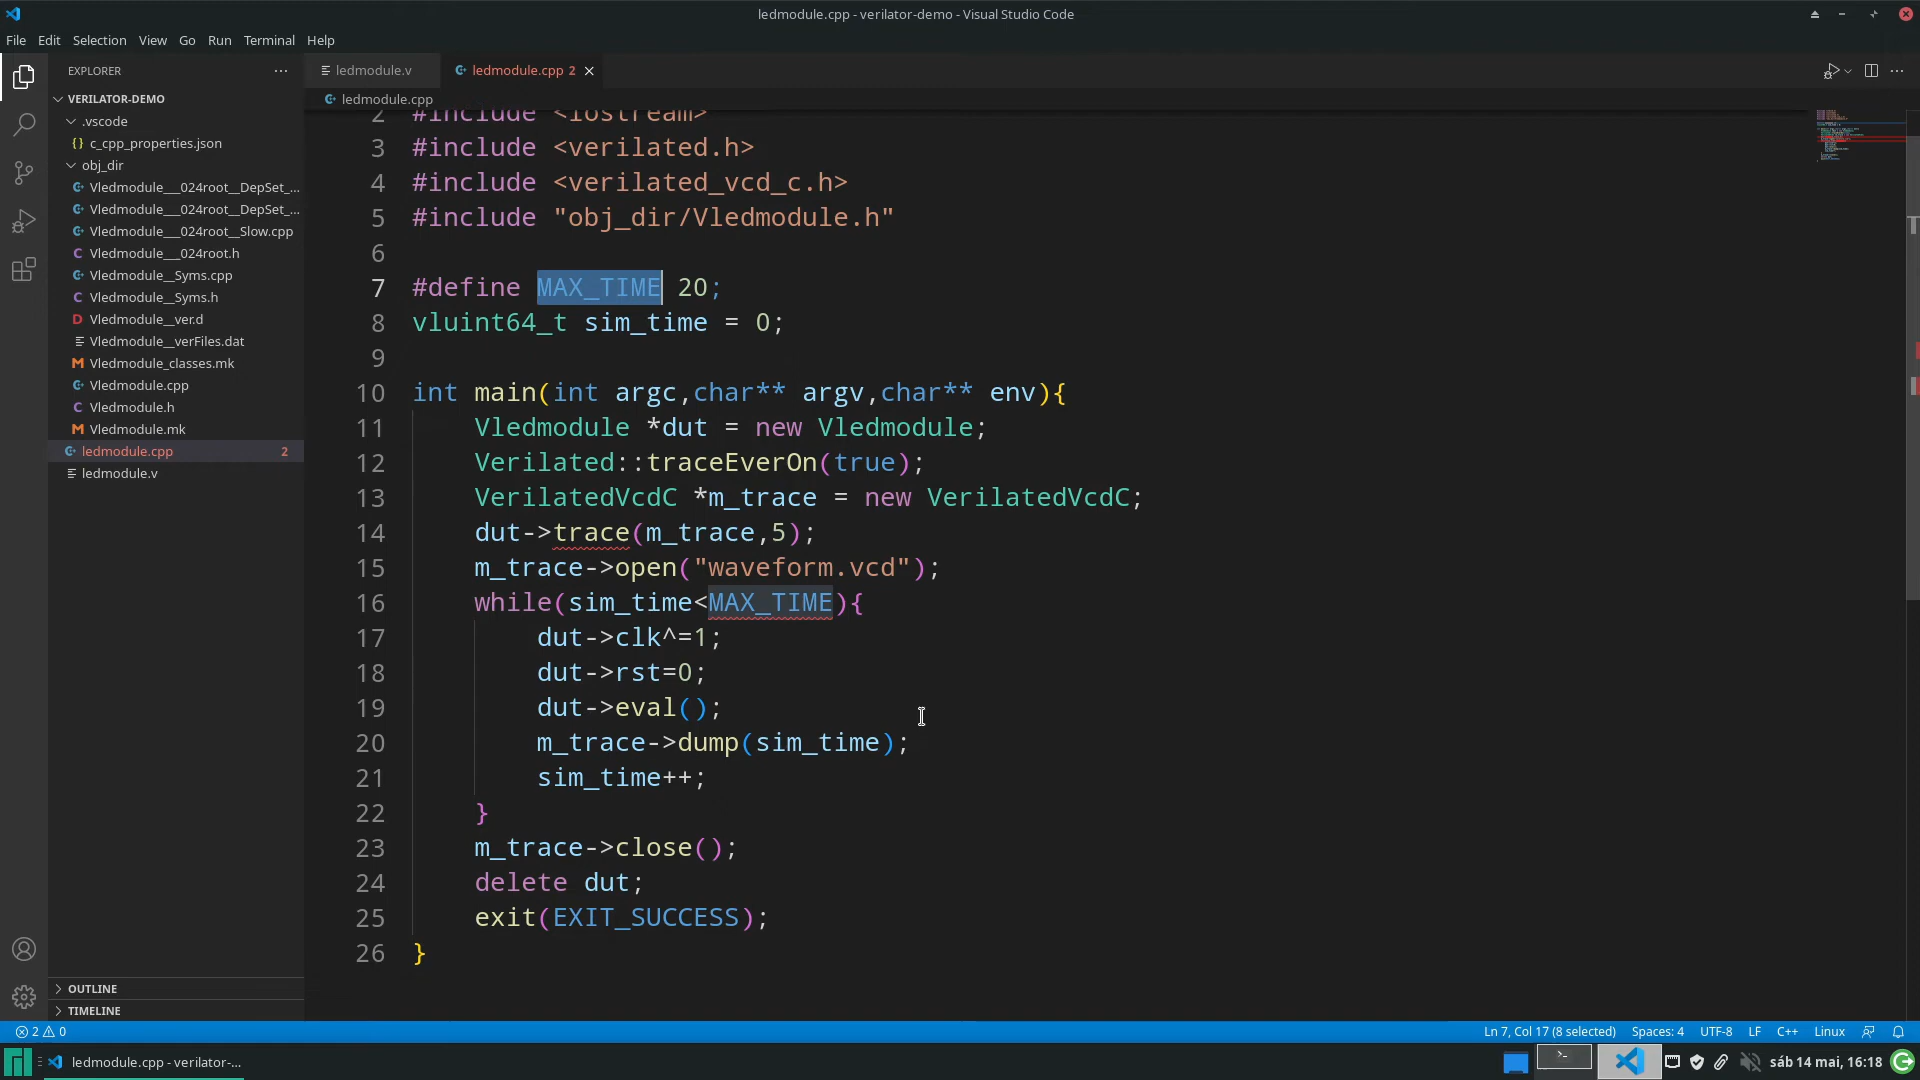 ledmodule.cpp - verilator-demo - Visual Studio Code
File Edit Selection View Go Run Terminal Help
EXPLORER
VERILATOR-DEMO
.vscode
{} c_cpp_properties.json
obj_dir
Vledmodule___024root__DepSet_...
Vledmodule___024root__DepSet_...
Vledmodule___024root__Slow.cpp
C Vledmodule___024root.h
Vledmodule__Syms.cpp
C Vledmodule__Syms.h
D Vledmodule__ver.d
Vledmodule__verFiles.dat
M Vledmodule_classes.mk
Vledmodule.cpp
C Vledmodule.h
M Vledmodule.mk
ledmodule.cpp 2
ledmodule.v
OUTLINE
TIMELINE
ledmodule.v ledmodule.cpp 2
ledmodule.cpp
2 #include <iostream>
3 #include <verilated.h>
4 #include <verilated_vcd_c.h>
5 #include "obj_dir/Vledmodule.h"
6
7 #define MAX_TIME 20;
8 vluint64_t sim_time = 0;
9
10 int main(int argc,char** argv,char** env){
11 Vledmodule *dut = new Vledmodule;
12 Verilated::traceEverOn(true);
13 VerilatedVcdC *m_trace = new VerilatedVcdC;
14 dut->trace(m_trace,5);
15 m_trace->open("waveform.vcd");
16 while(sim_time<MAX_TIME){
17 dut->clk^=1;
18 dut->rst=0;
19 dut->eval();
20 m_trace->dump(sim_time);
21 sim_time++;
22 }
23 m_trace->close();
24 delete dut;
25 exit(EXIT_SUCCESS);
26 }
2 0 Ln 7, Col 17 (8 selected) Spaces: 4 UTF-8 LF C++ Linux
ledmodule.cpp - verilator-... sáb 14 mai, 16:18